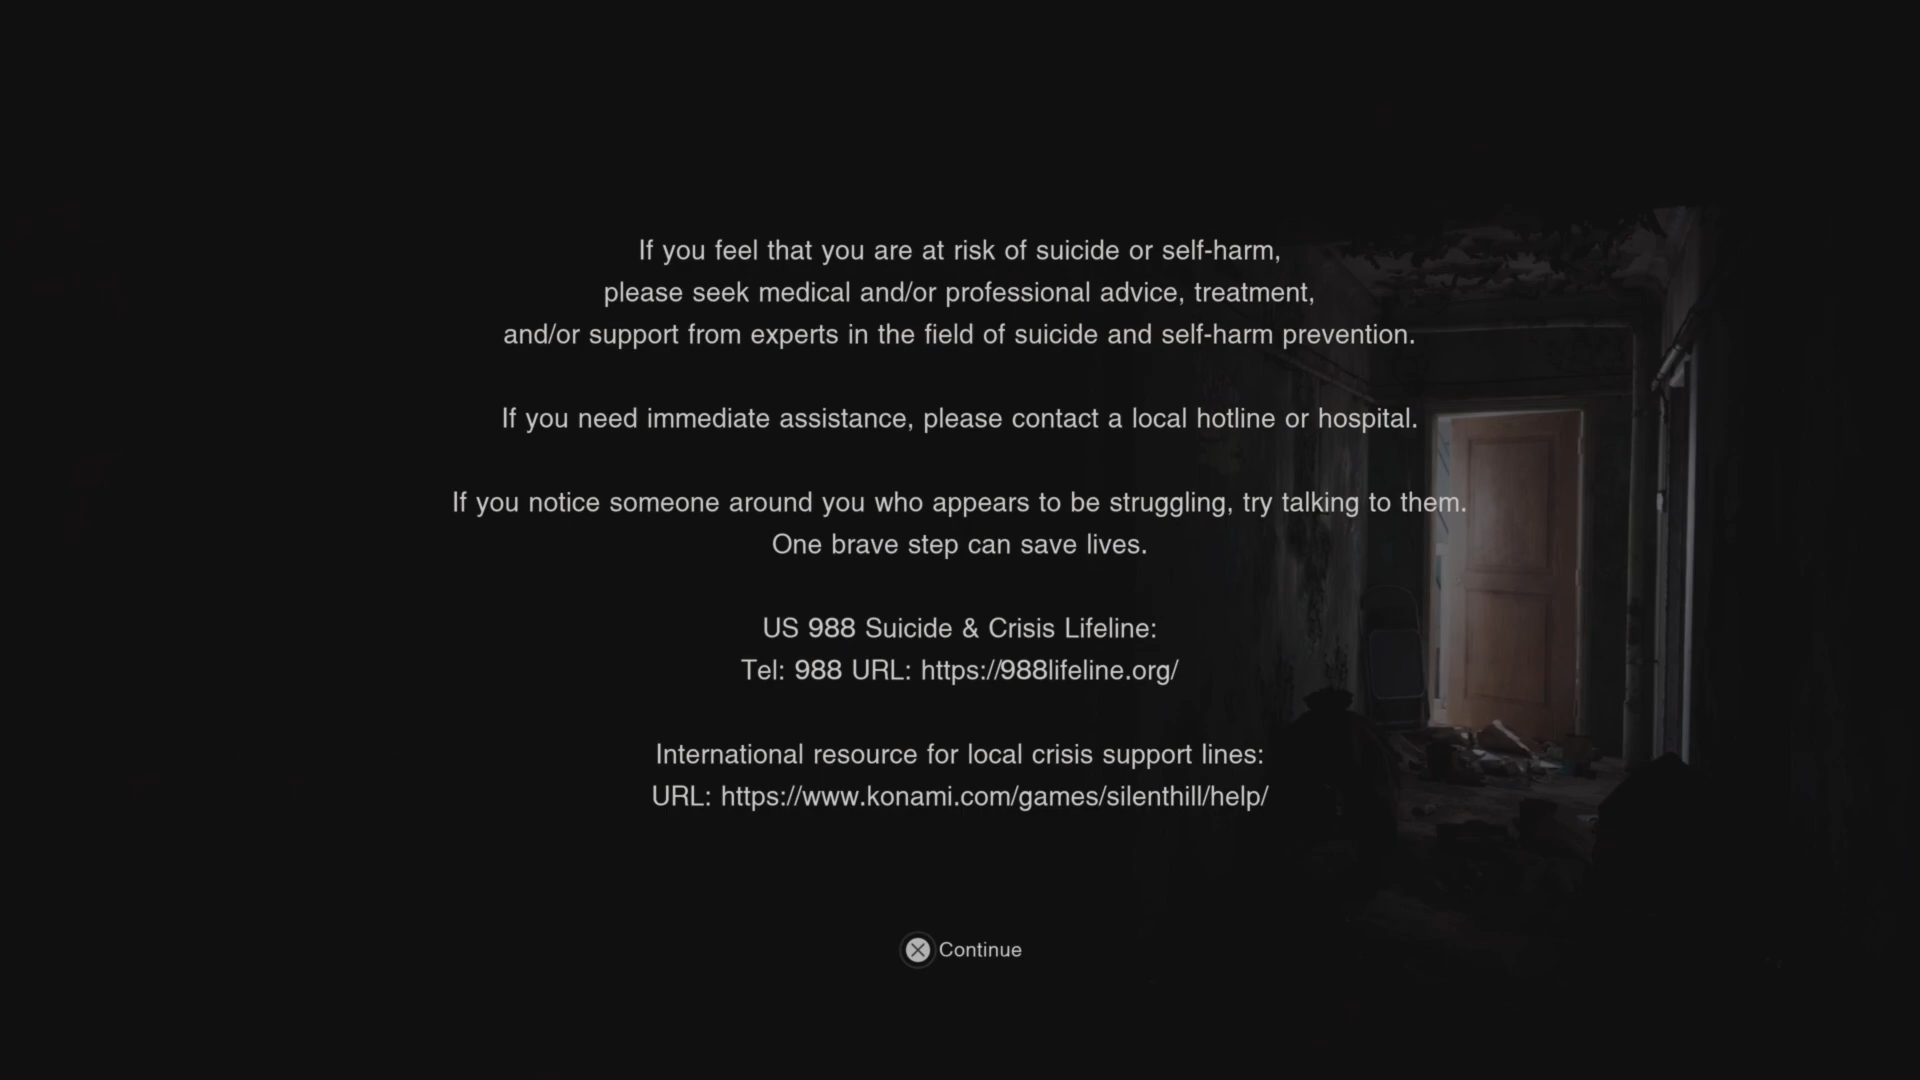 If you feel that you are at risk of suicide or self-harm,
please seek medical and/or professional advice, treatment,
and/or support from experts in the field of suicide and self-harm prevention.
If you need immediate assistance, please contact a local hotline or hospital.
If you notice someone around you who appears to be struggling, try talking to them.
One brave step can save lives.
US 988 Suicide & Crisis Lifeline:
Tel: 988 URL: https://988lifeline.org/
International resource for local crisis support lines:
URL: https://www.konami.com/games/silenthill/help/
Continue